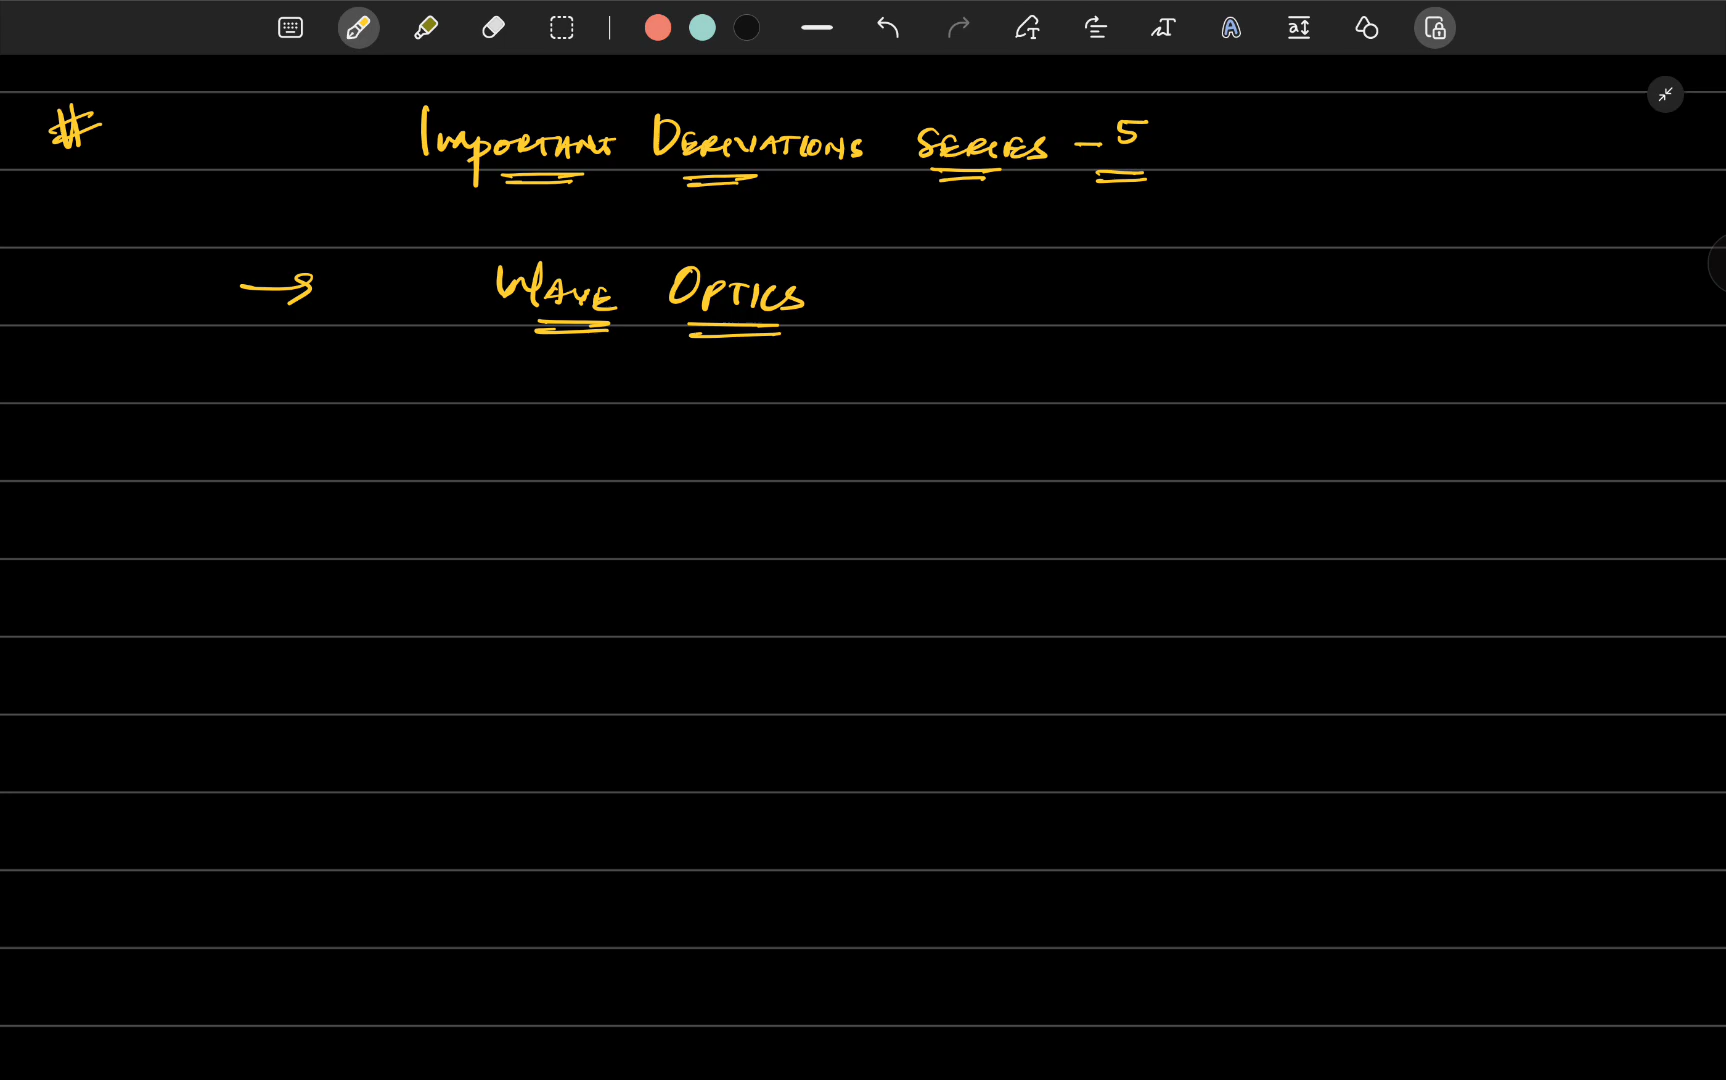 # IMPORTANT DERIVATIONS SERIES - 5
→ WAVE OPTICS